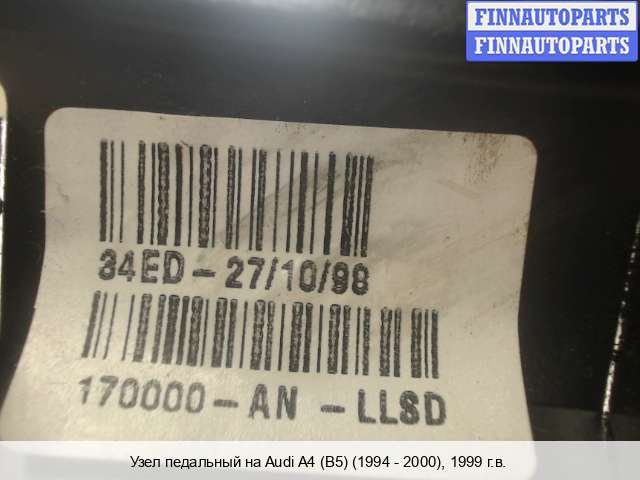 FINNAUTOPARTS
FINNAUTOPARTS
34ED-27/10/98
170000-AN -LLSD
Узел педальный на Audi A4 (B5) (1994 - 2000), 1999 г.в.